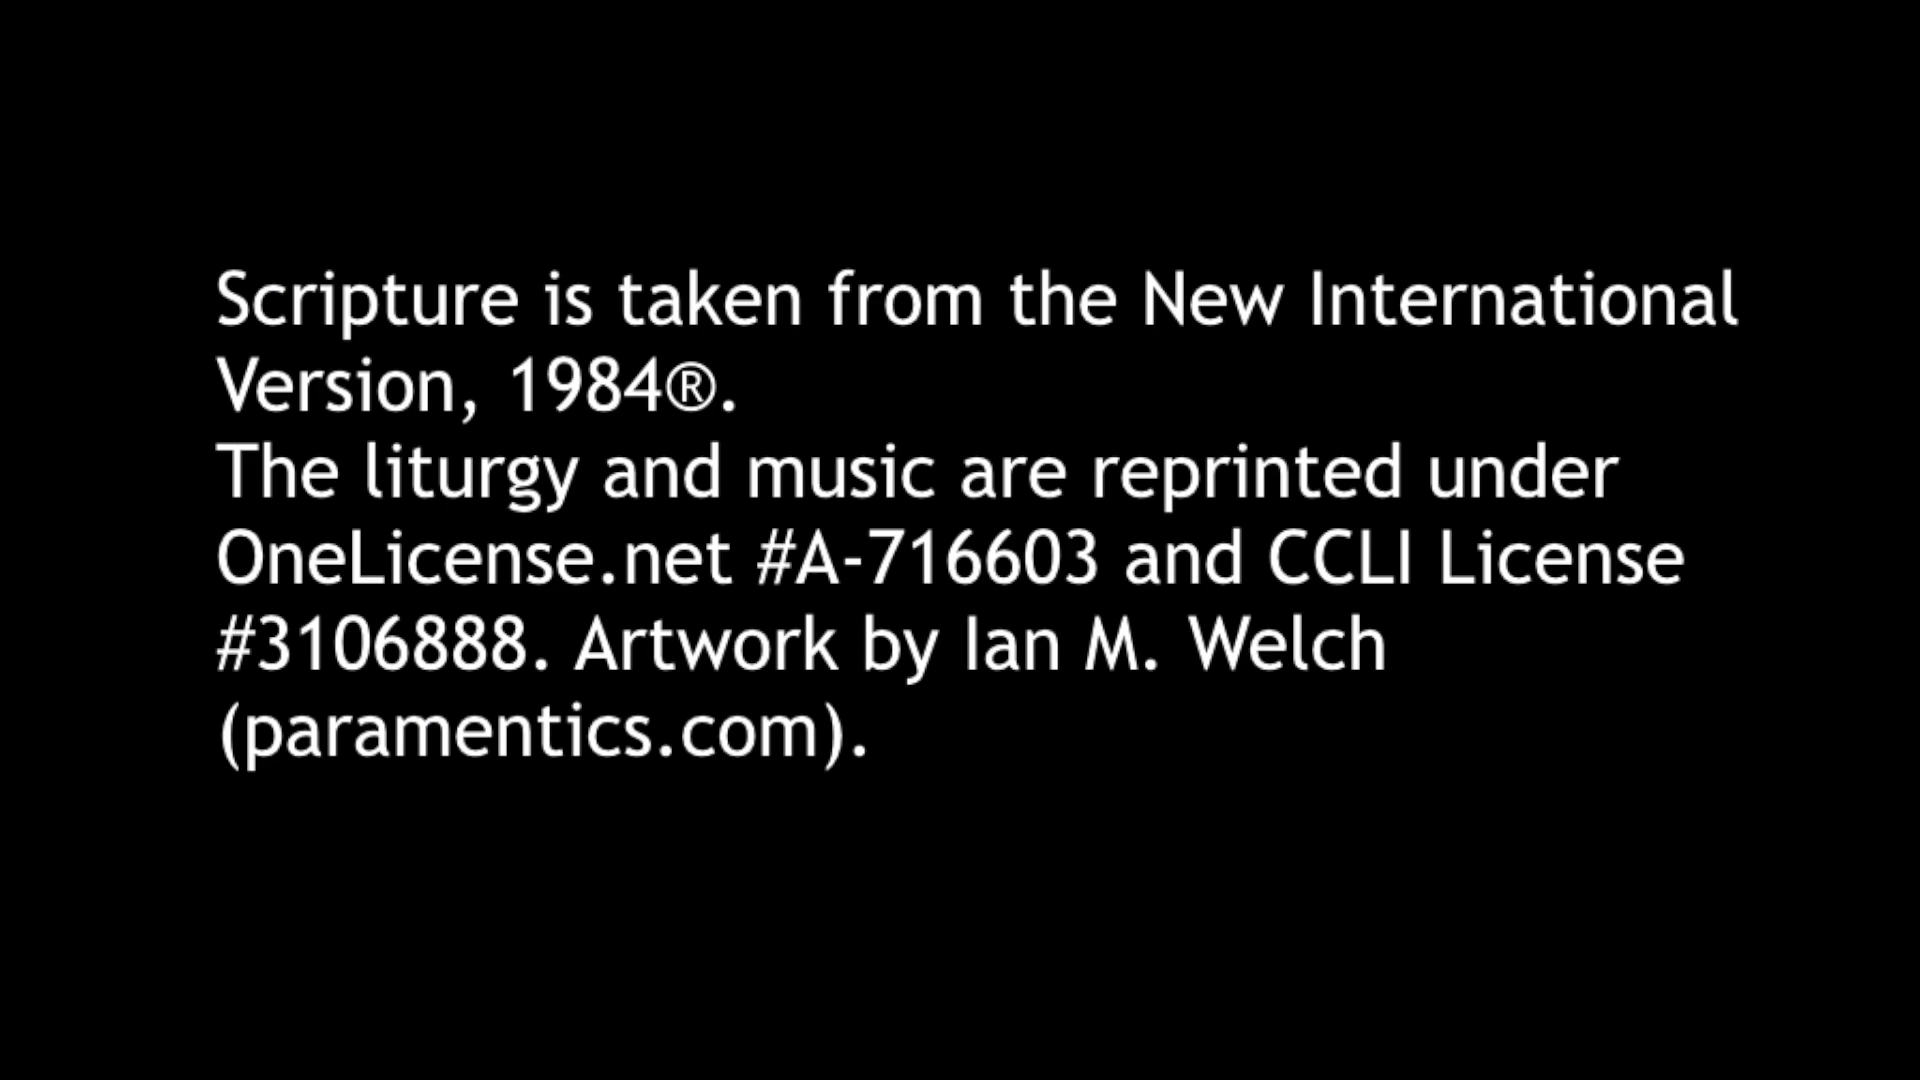 Scripture is taken from the New International
Version, 1984®.
The liturgy and music are reprinted under
OneLicense.net #A-716603 and CCLI License
#3106888. Artwork by Ian M. Welch
(paramentics.com).